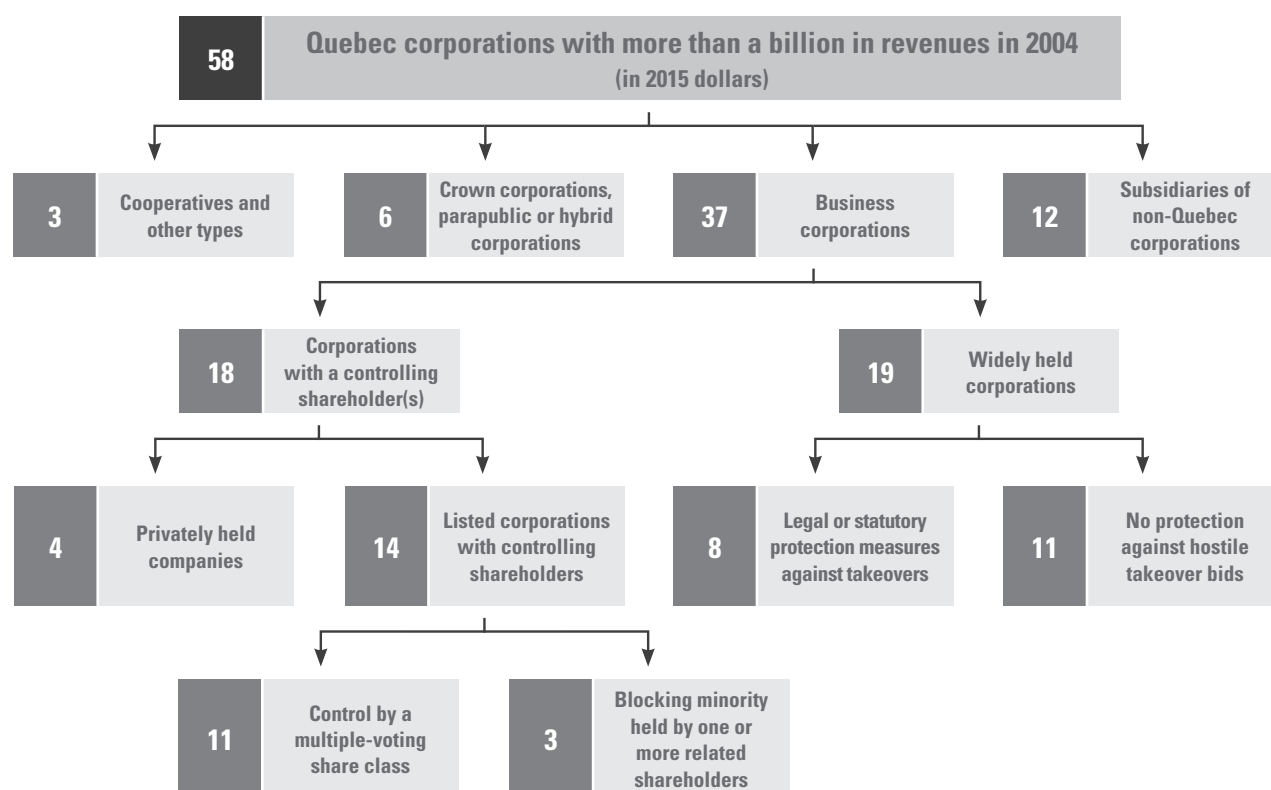 58
Quebec corporations with more than a billion in revenues in 2004
(in 2015 dollars)
3
Cooperatives and
other types
6
Crown corporations,
parapublic or hybrid
corporations
37
Business
corporations
12
Subsidiaries of
non-Quebec
corporations
18
Corporations
with a controlling
shareholder(s)
19
Widely held
corporations
4
Privately held
companies
14
Listed corporations
with controlling
shareholders
8
Legal or statutory
protection measures
against takeovers
11
No protection
against hostile
takeover bids
11
Control by a
multiple-voting
share class
3
Blocking minority
held by one or
more related
shareholders